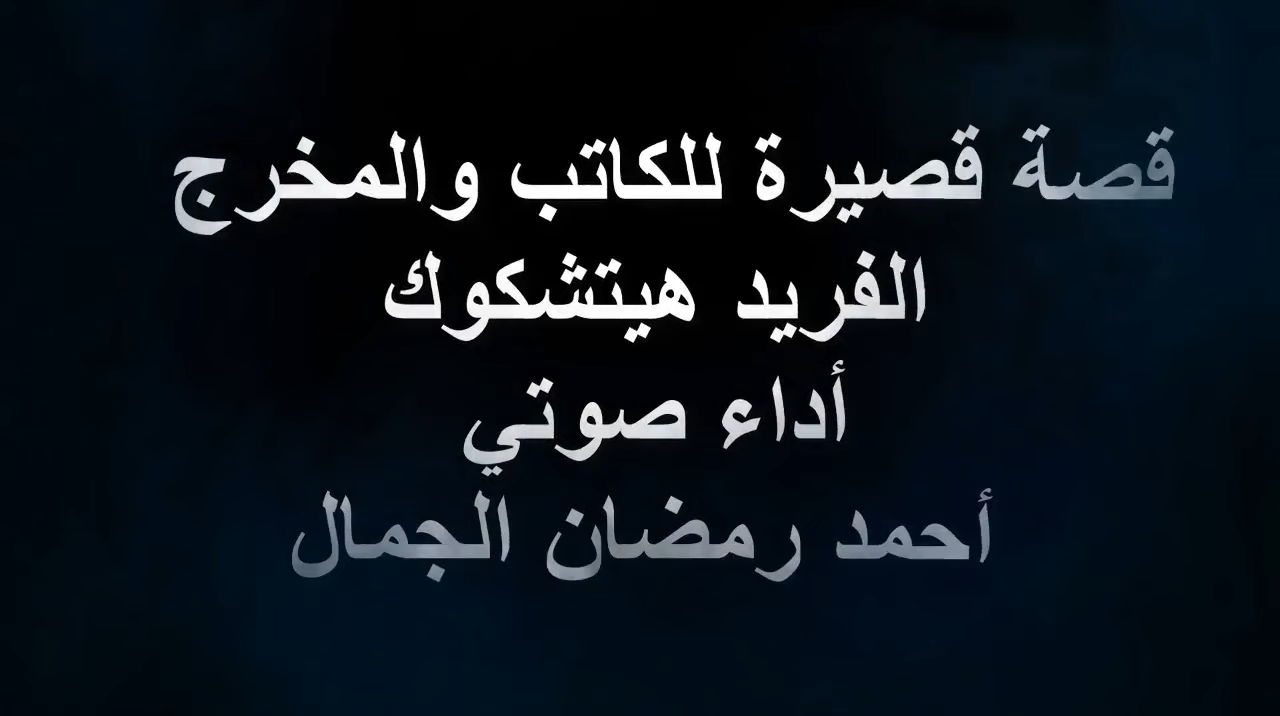 قصة قصيرة للكاتب والمخرج
الفريد هيتشكوك
أداء صوتي
أحمد رمضان الجمال